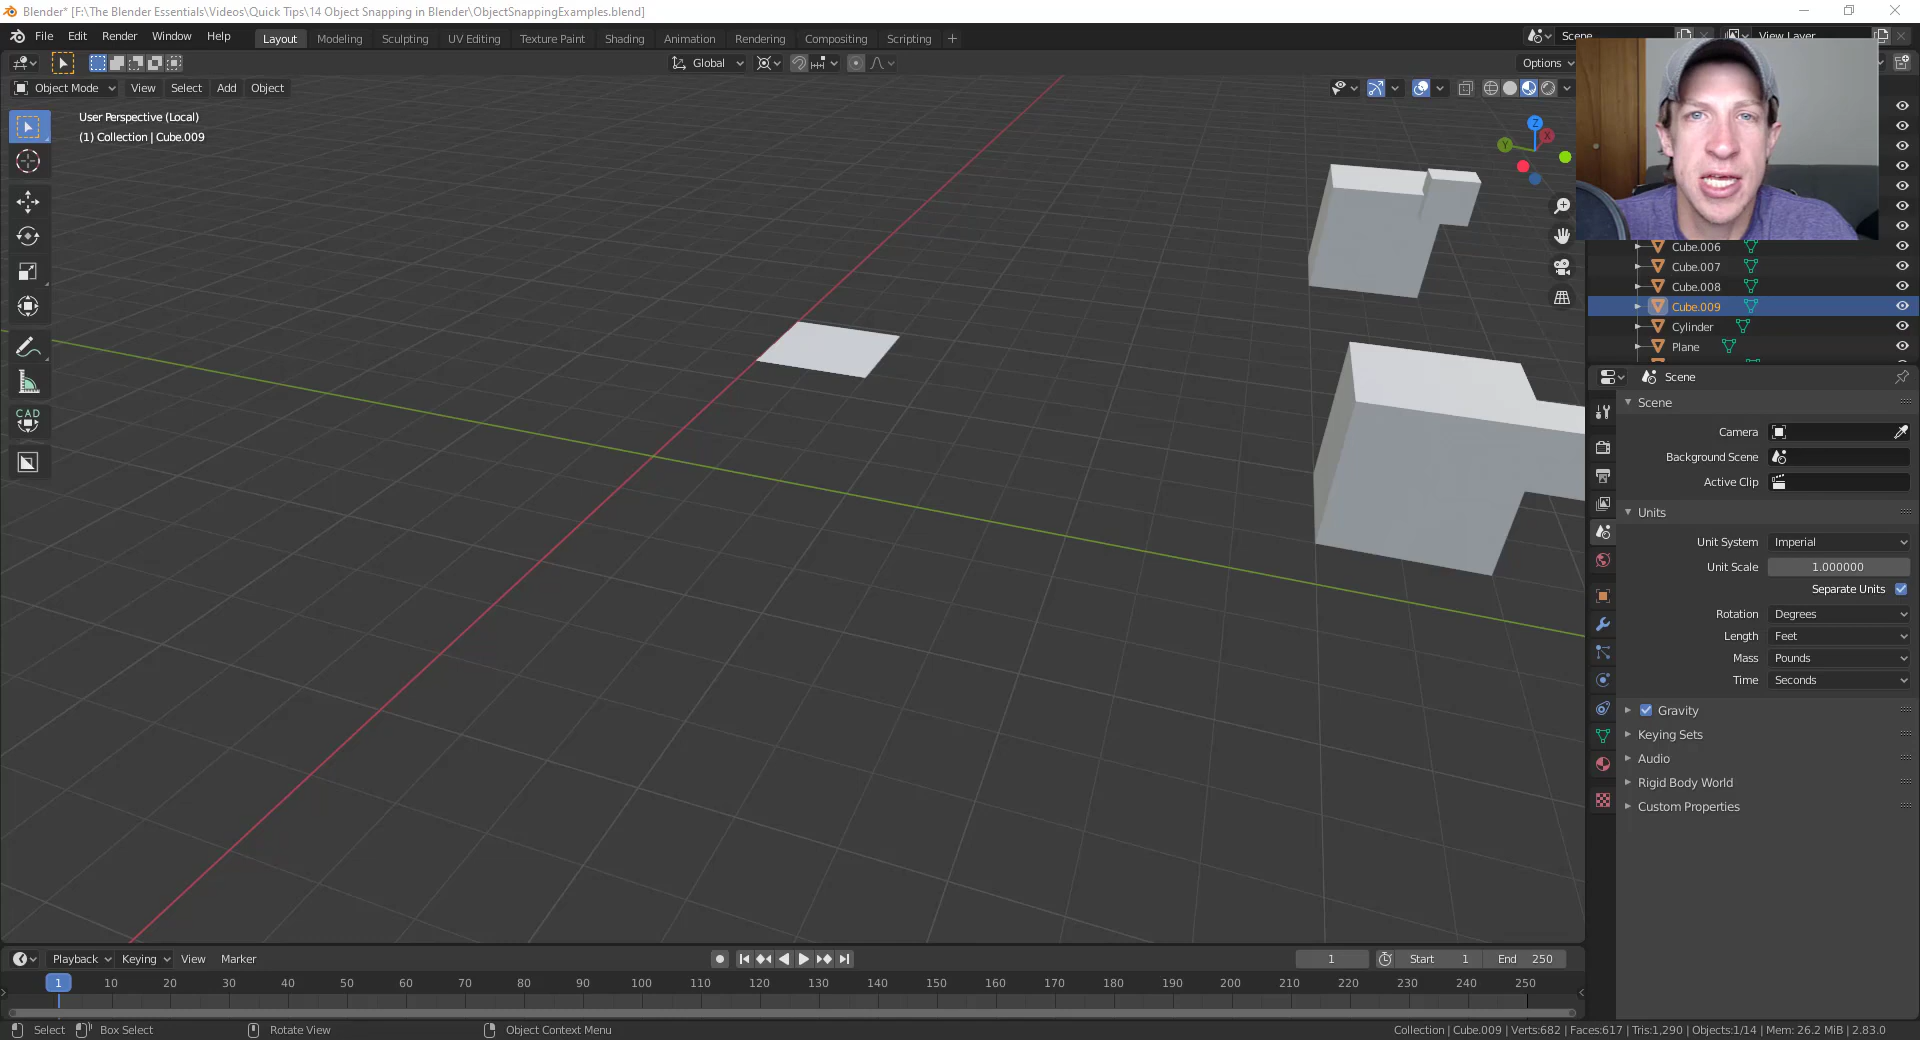 Blender* [F:\The Blender Essentials\Videos\Quick Tips\14 Object Snapping in Blender\ObjectSnappingExamples.blend]
File Edit Render Window Help Layout Modeling Sculpting UV Editing Texture Paint Shading Animation Rendering Compositing Scripting + Scene View Layer
Global Options
Object Mode View Select Add Object
User Perspective (Local)
(1) Collection | Cube.009
Z
Y X
CAD
Cube.006
Cube.007
Cube.008
Cube.009
Cylinder
Plane
Scene
Scene
Camera
Background Scene
Active Clip
Units
Unit System Imperial
Unit Scale 1.000000
Separate Units
Rotation Degrees
Length Feet
Mass Pounds
Time Seconds
Gravity
Keying Sets
Audio
Rigid Body World
Custom Properties
Playback Keying View Marker 1 Start 1 End 250
1 10 20 30 40 50 60 70 80 90 100 110 120 130 140 150 160 170 180 190 200 210 220 230 240 250
Select Box Select Rotate View Object Context Menu Collection | Cube.009 | Verts:682 | Faces:617 | Tris:1,290 | Objects:1/14 | Mem: 26.2 MiB | 2.83.0